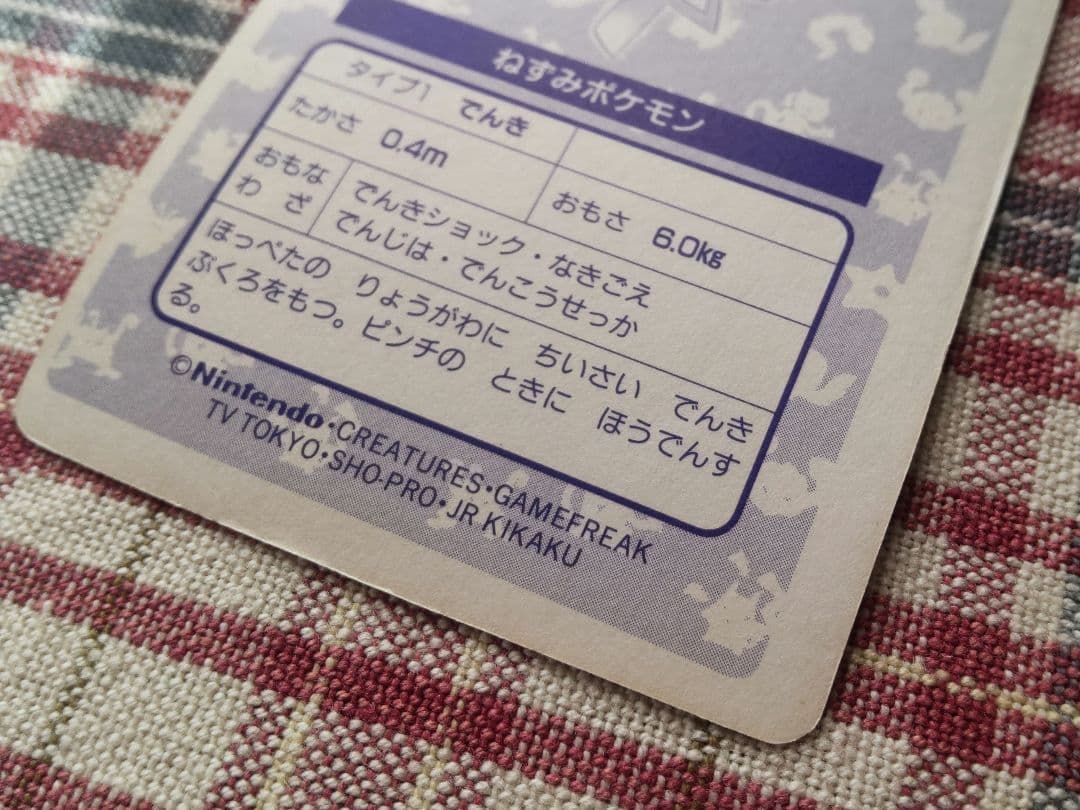 ねずみポケモン
タイプ1 でんき
たかさ 0.4m おもさ 6.0kg
おもな
わざ
でんきショック・なきごえ
でんじは・でんこうせっか
ほっぺたの りょうがわに ちいさい でんき
ぶくろをもつ。ピンチの ときに ほうでんす
る。
©Nintendo・CREATURES・GAMEFREAK
TV TOKYO・SHO-PRO・JR KIKAKU